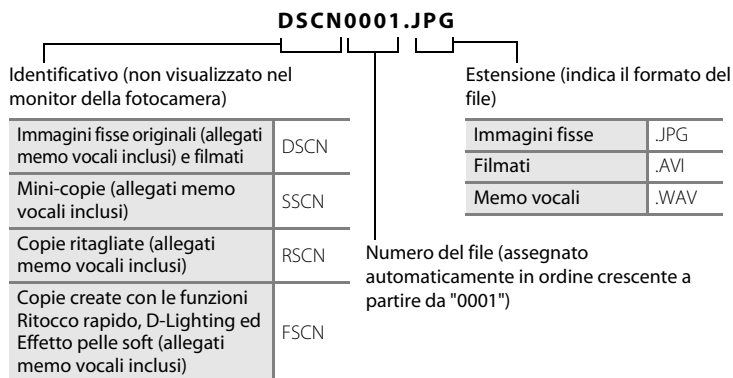 DSCN0001.JPG
Identificativo (non visualizzato nel
monitor della fotocamera)
Immagini fisse originali (allegati
memo vocali inclusi) e filmati
DSCN
Mini-copie (allegati memo
vocali inclusi)
SSCN
Copie ritagliate (allegati
memo vocali inclusi)
RSCN
Copie create con le funzioni
Ritocco rapido, D-Lighting ed
Effetto pelle soft (allegati
memo vocali inclusi)
FSCN
Numero del file (assegnato
automaticamente in ordine crescente a
partire da "0001")
Estensione (indica il formato del
file)
Immagini fisse .JPG
Filmati .AVI
Memo vocali .WAV